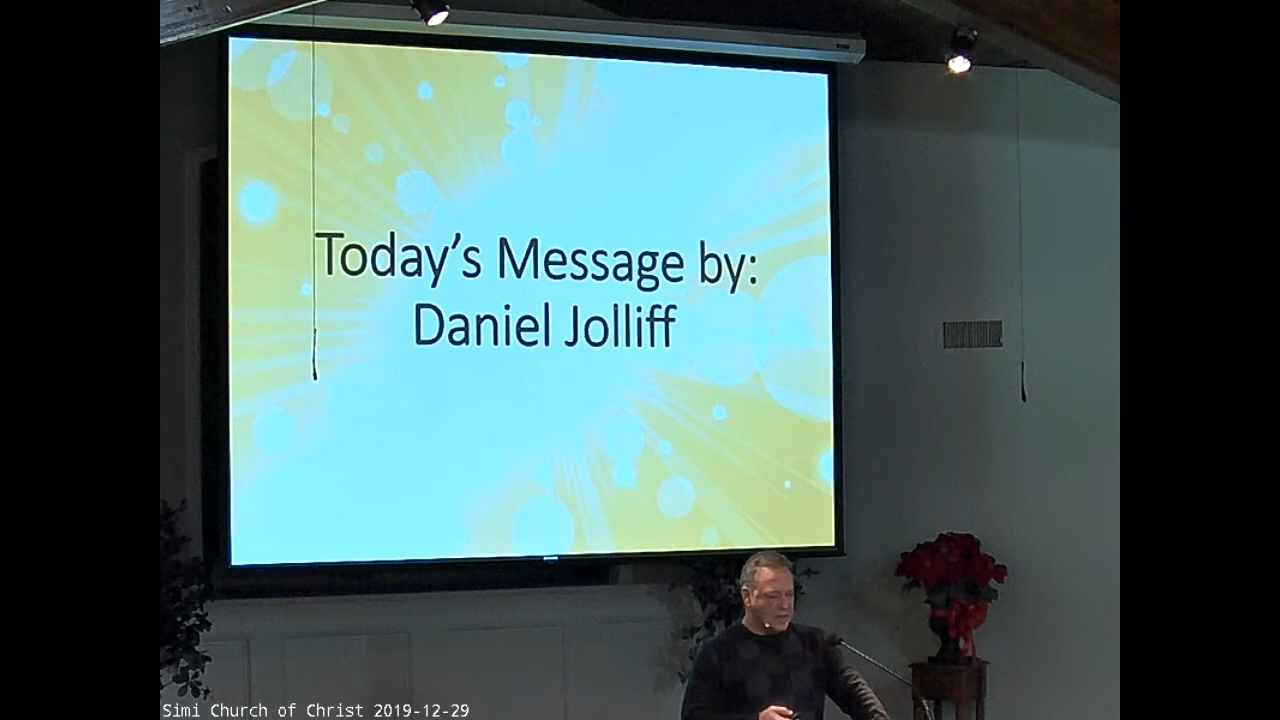 Today's Message by:
Daniel Jolliff
Simi Church of Christ 2019-12-29